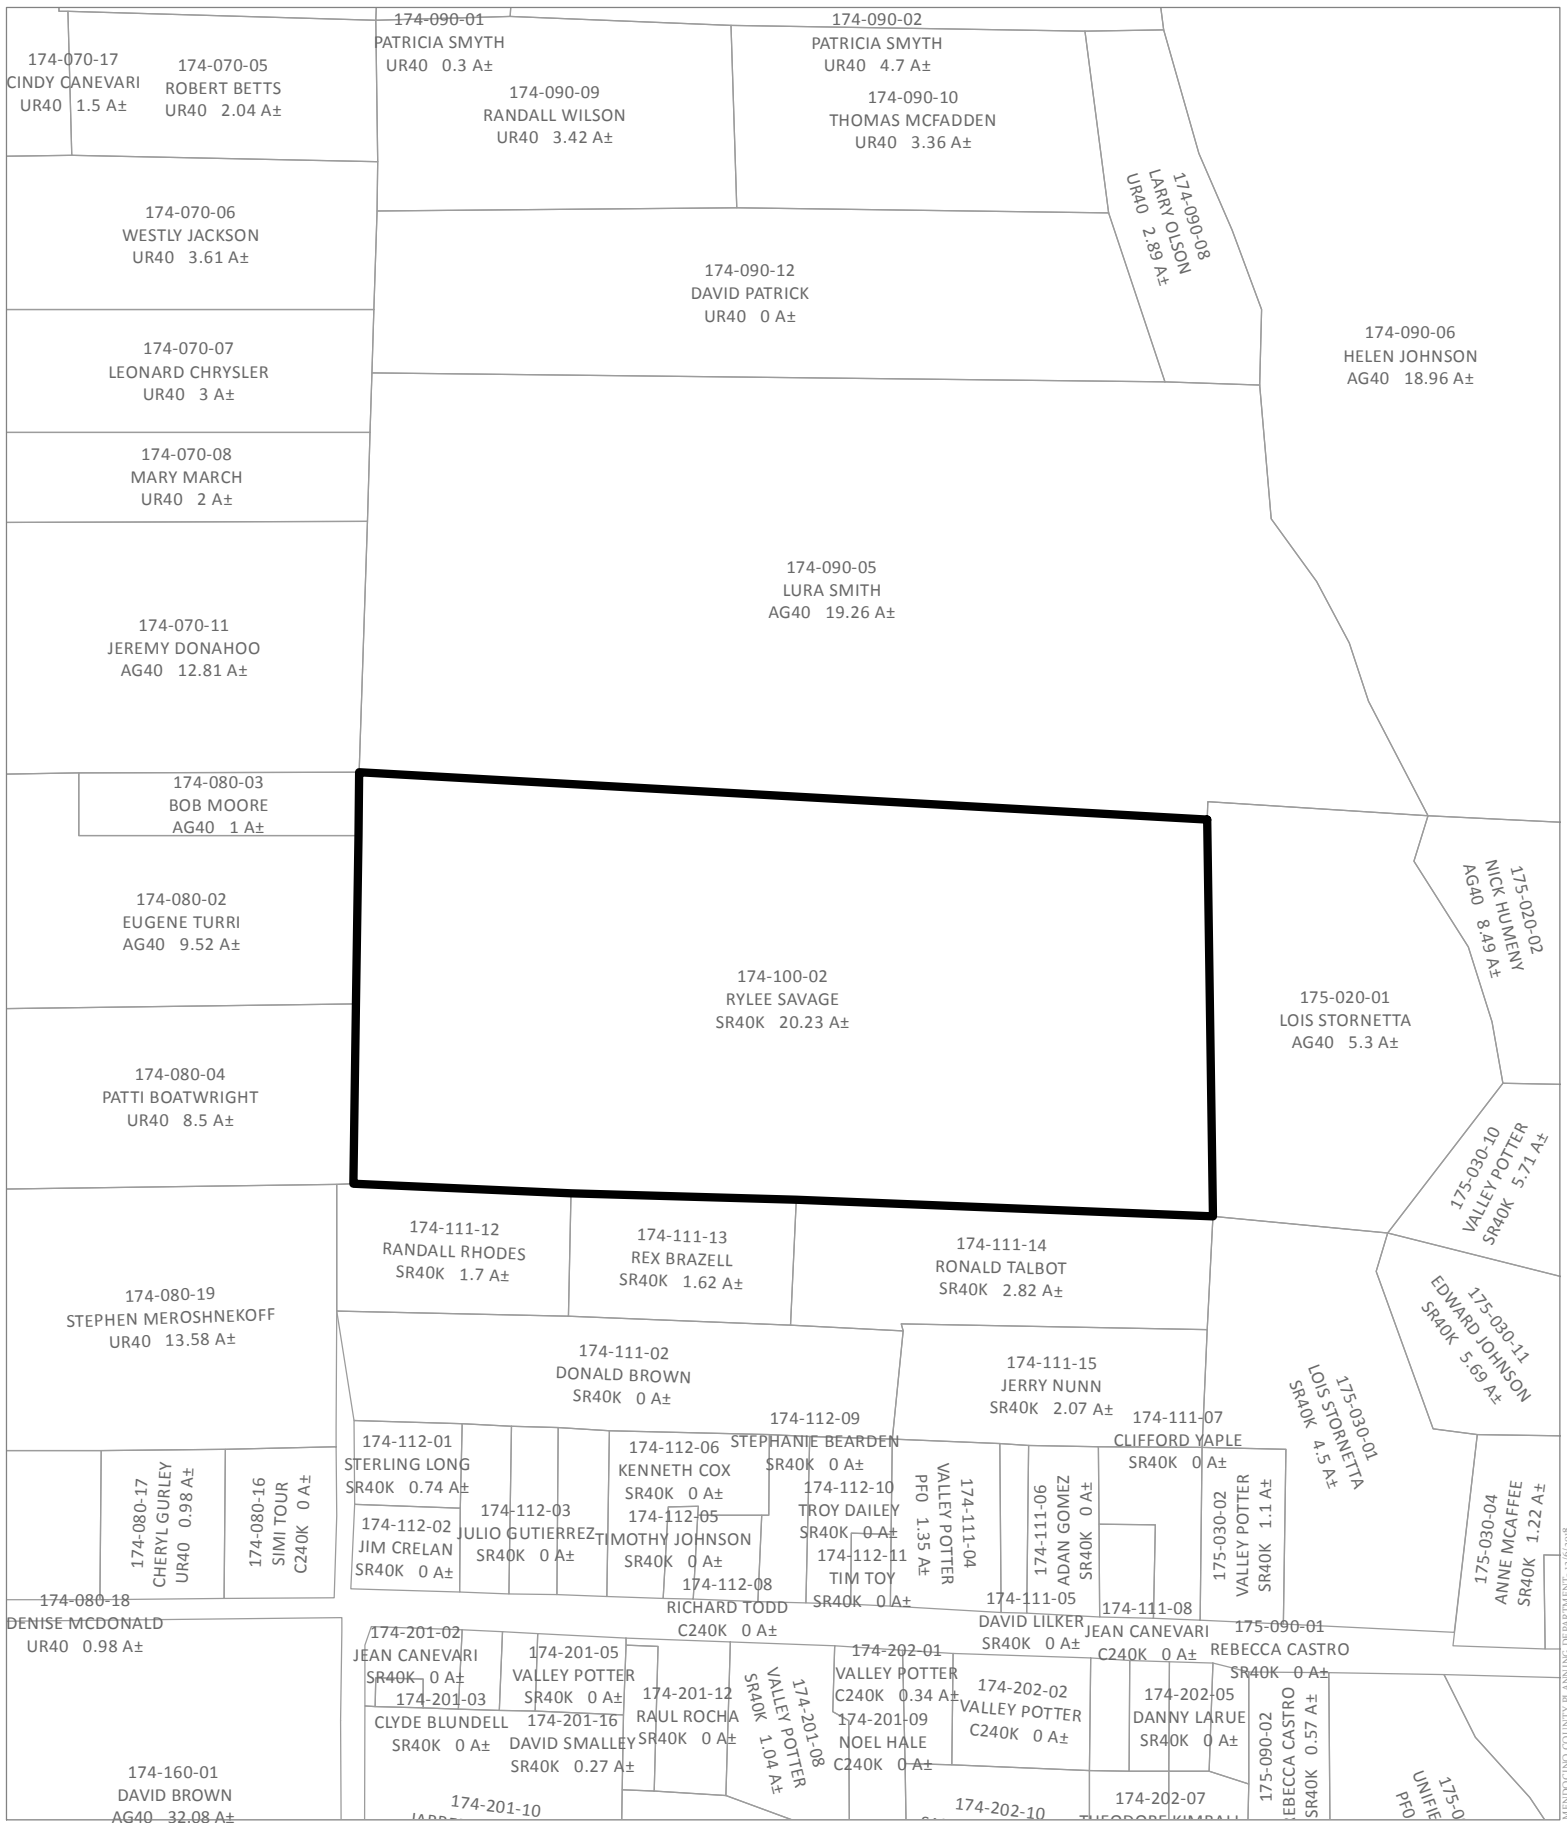 174-090-01
PATRICIA SMYTH
UR40 0.3 A±
174-090-02
PATRICIA SMYTH
UR40 4.7 A±
174-070-17
CINDY CANEVARI
UR40 1.5 A±
174-070-05
ROBERT BETTS
UR40 2.04 A±
174-090-09
RANDALL WILSON
UR40 3.42 A±
174-090-10
THOMAS MCFADDEN
UR40 3.36 A±
174-090-08
LARRY OLSON
UR40 2.89 A±
174-070-06
WESTLY JACKSON
UR40 3.61 A±
174-090-12
DAVID PATRICK
UR40 0 A±
174-090-06
HELEN JOHNSON
AG40 18.96 A±
174-070-07
LEONARD CHRYSLER
UR40 3 A±
174-070-08
MARY MARCH
UR40 2 A±
174-090-05
LURA SMITH
AG40 19.26 A±
174-070-11
JEREMY DONAHOO
AG40 12.81 A±
174-080-03
BOB MOORE
AG40 1 A±
174-080-02
EUGENE TURRI
AG40 9.52 A±
175-020-02
NICK HUMENY
AG40 8.49 A±
174-100-02
RYLEE SAVAGE
SR40K 20.23 A±
175-020-01
LOIS STORNETTA
AG40 5.3 A±
174-080-04
PATTI BOATWRIGHT
UR40 8.5 A±
175-030-10
VALLEY POTTER
SR40K 5.71 A±
174-111-12
RANDALL RHODES
SR40K 1.7 A±
174-111-13
REX BRAZELL
SR40K 1.62 A±
174-111-14
RONALD TALBOT
SR40K 2.82 A±
174-080-19
STEPHEN MEROSHNEKOFF
UR40 13.58 A±
175-030-11
EDWARD JOHNSON
SR40K 5.69 A±
174-111-02
DONALD BROWN
SR40K 0 A±
174-111-15
JERRY NUNN
SR40K 2.07 A±
175-030-01
LOIS STORNETTA
SR40K 4.5 A±
174-112-09
STEPHANIE BEARDEN
SR40K 0 A±
174-111-07
CLIFFORD YAPLE
SR40K 0 A±
174-112-01
STERLING LONG
SR40K 0.74 A±
174-112-06
KENNETH COX
SR40K 0 A±
174-080-17
CHERYL GURLEY
UR40 0.98 A±
174-080-16
SIMI TOUR
C240K 0 A±
174-112-02
JIM CRELAN
SR40K 0 A±
174-112-03
JULIO GUTIERREZ
SR40K 0 A±
174-112-05
TIMOTHY JOHNSON
SR40K 0 A±
174-112-10
TROY DAILEY
SR40K 0 A±
174-112-11
TIM TOY
SR40K 0 A±
174-111-04
VALLEY POTTER
PF0 1.35 A±
174-111-06
ADAN GOMEZ
SR40K 0 A±
175-030-02
VALLEY POTTER
SR40K 1.1 A±
175-030-04
ANNE MCAFFEE
SR40K 1.22 A±
174-112-08
RICHARD TODD
C240K 0 A±
174-111-05
DAVID LILKER
SR40K 0 A±
174-111-08
JEAN CANEVARI
C240K 0 A±
175-090-01
REBECCA CASTRO
SR40K 0 A±
174-080-18
DENISE MCDONALD
UR40 0.98 A±
174-201-02
JEAN CANEVARI
SR40K 0 A±
174-201-03
CLYDE BLUNDELL
SR40K 0 A±
174-201-05
VALLEY POTTER
SR40K 0 A±
174-201-16
DAVID SMALLEY
SR40K 0.27 A±
174-201-12
RAUL ROCHA
SR40K 0 A±
174-201-08
VALLEY POTTER
SR40K 1.04 A±
174-202-01
VALLEY POTTER
C240K 0.34 A±
174-201-09
NOEL HALE
C240K 0 A±
174-202-02
VALLEY POTTER
C240K 0 A±
174-202-05
DANNY LARUE
SR40K 0 A±
175-090-02
REBECCA CASTRO
SR40K 0.57 A±
174-160-01
DAVID BROWN
AG40 32.08 A±
174-201-10
174-202-10
174-202-07
THEODORE KIMBALL
175-0
UNIFIE
PF0
MENDOCINO COUNTY PLANNING DEPARTMENT